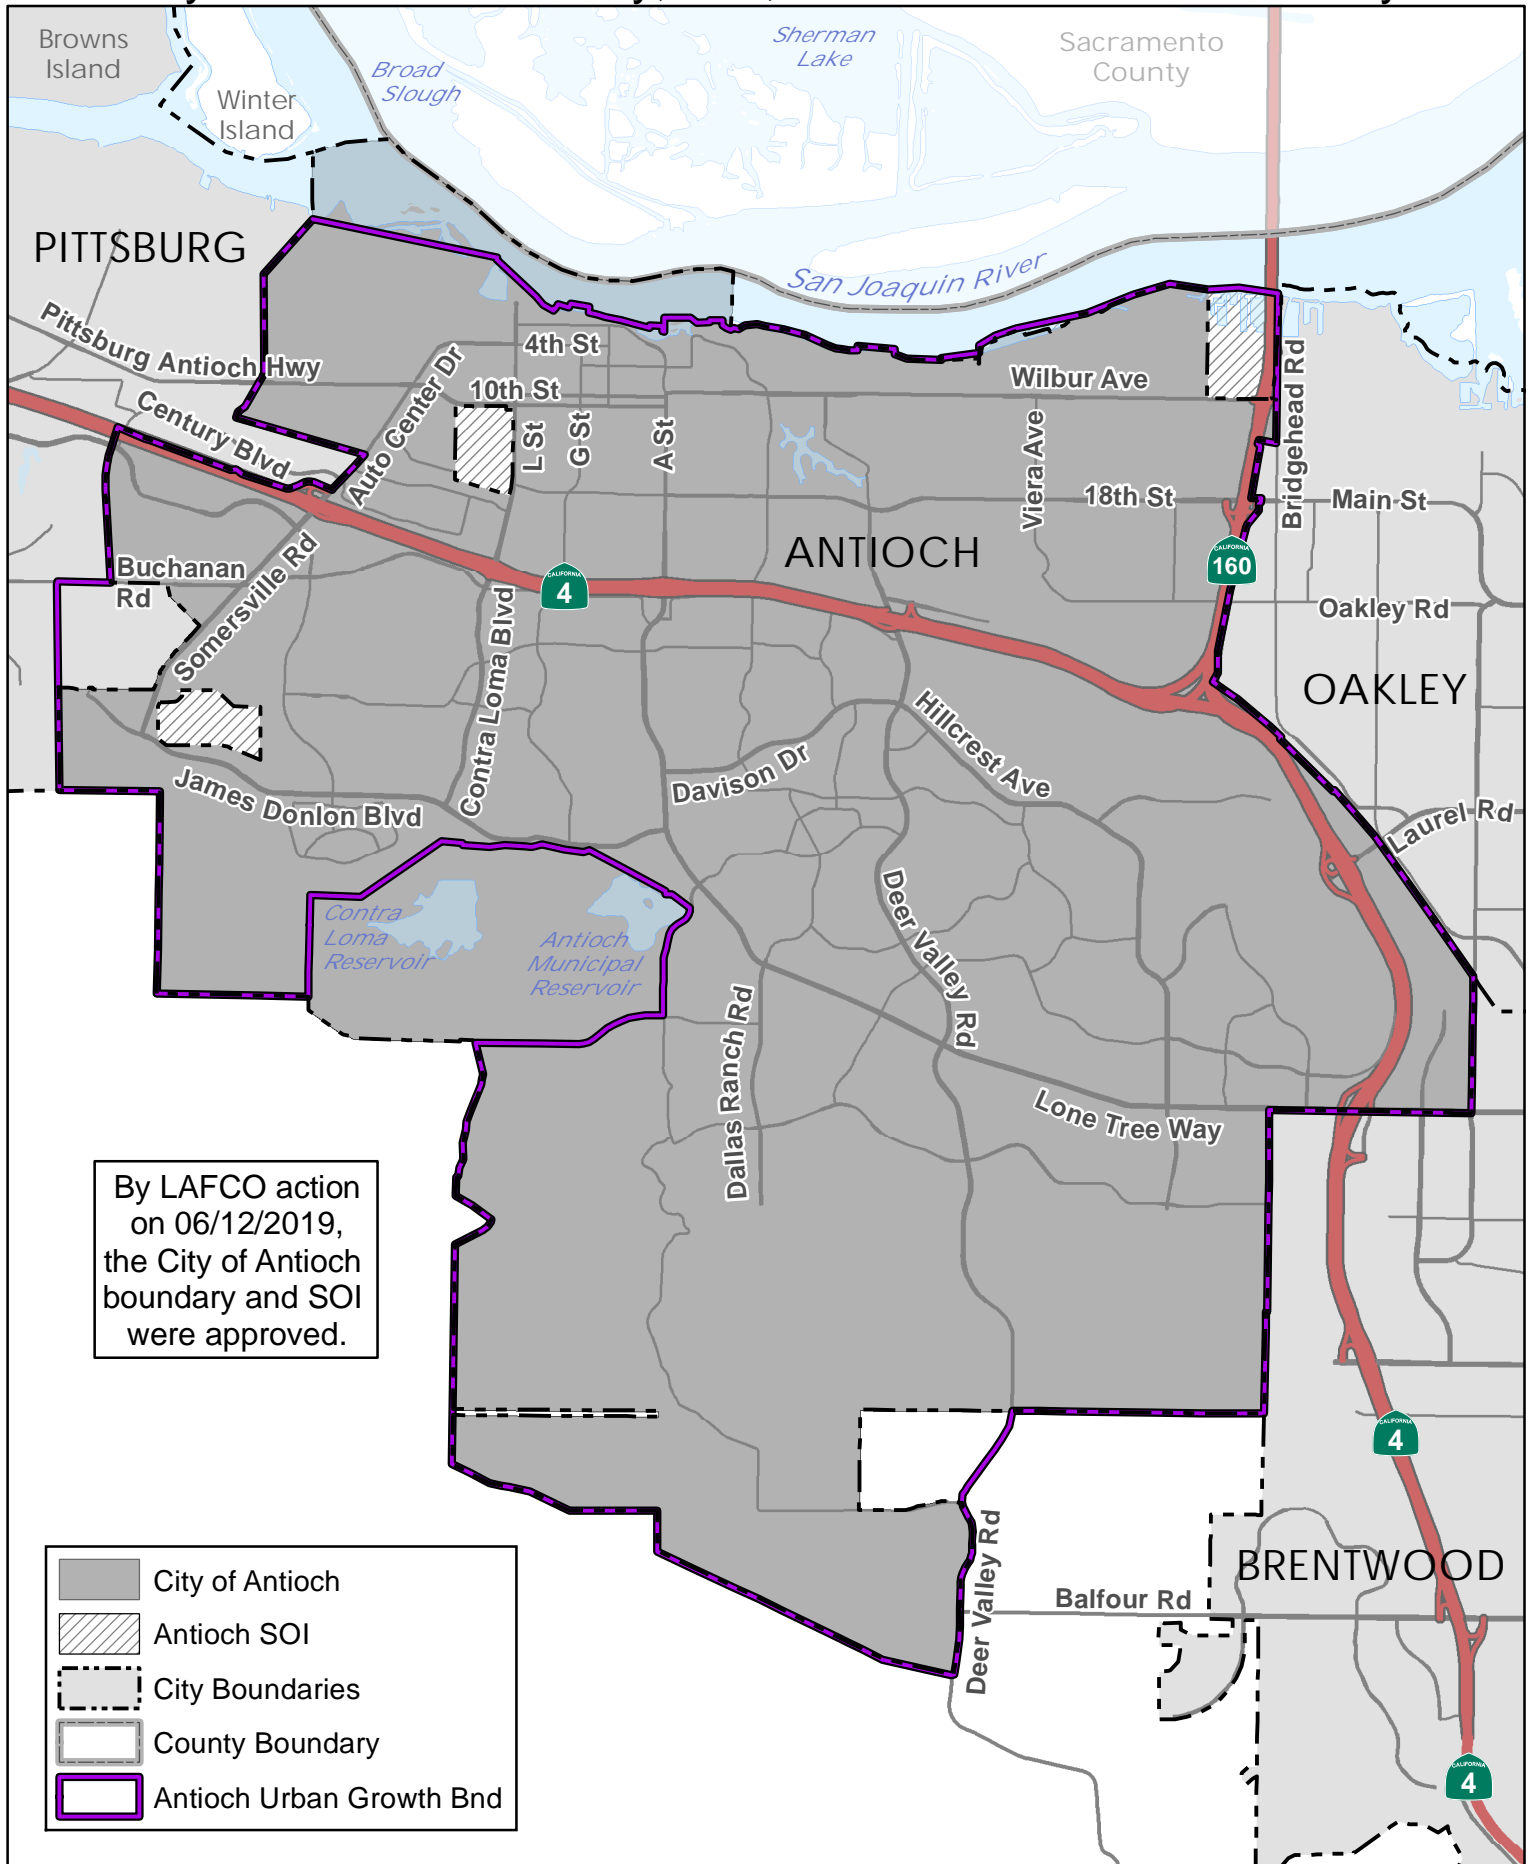 Browns
Island
Winter
Island
Broad
Slough
Sherman
Lake
Sacramento
County
PITTSBURG
San Joaquin River
Pittsburg Antioch Hwy
4th St
10th St
Wilbur Ave
Century Blvd
Auto Center Dr
L St
G St
A St
Viera Ave
18th St
Bridgehead Rd
Main St
ANTIOCH
CALIFORNIA
160
CALIFORNIA
4
Buchanan
Rd
Somersville Rd
Contra Loma Blvd
Oakley Rd
OAKLEY
Hillcrest Ave
Davison Dr
James Donlon Blvd
Laurel Rd
Deer Valley Rd
Contra
Loma
Reservoir
Antioch
Municipal
Reservoir
Dallas Ranch Rd
Lone Tree Way
By LAFCO action
on 06/12/2019,
the City of Antioch
boundary and SOI
were approved.
CALIFORNIA
4
Deer Valley Rd
BRENTWOOD
Balfour Rd
CALIFORNIA
4
City of Antioch
Antioch SOI
City Boundaries
County Boundary
Antioch Urban Growth Bnd